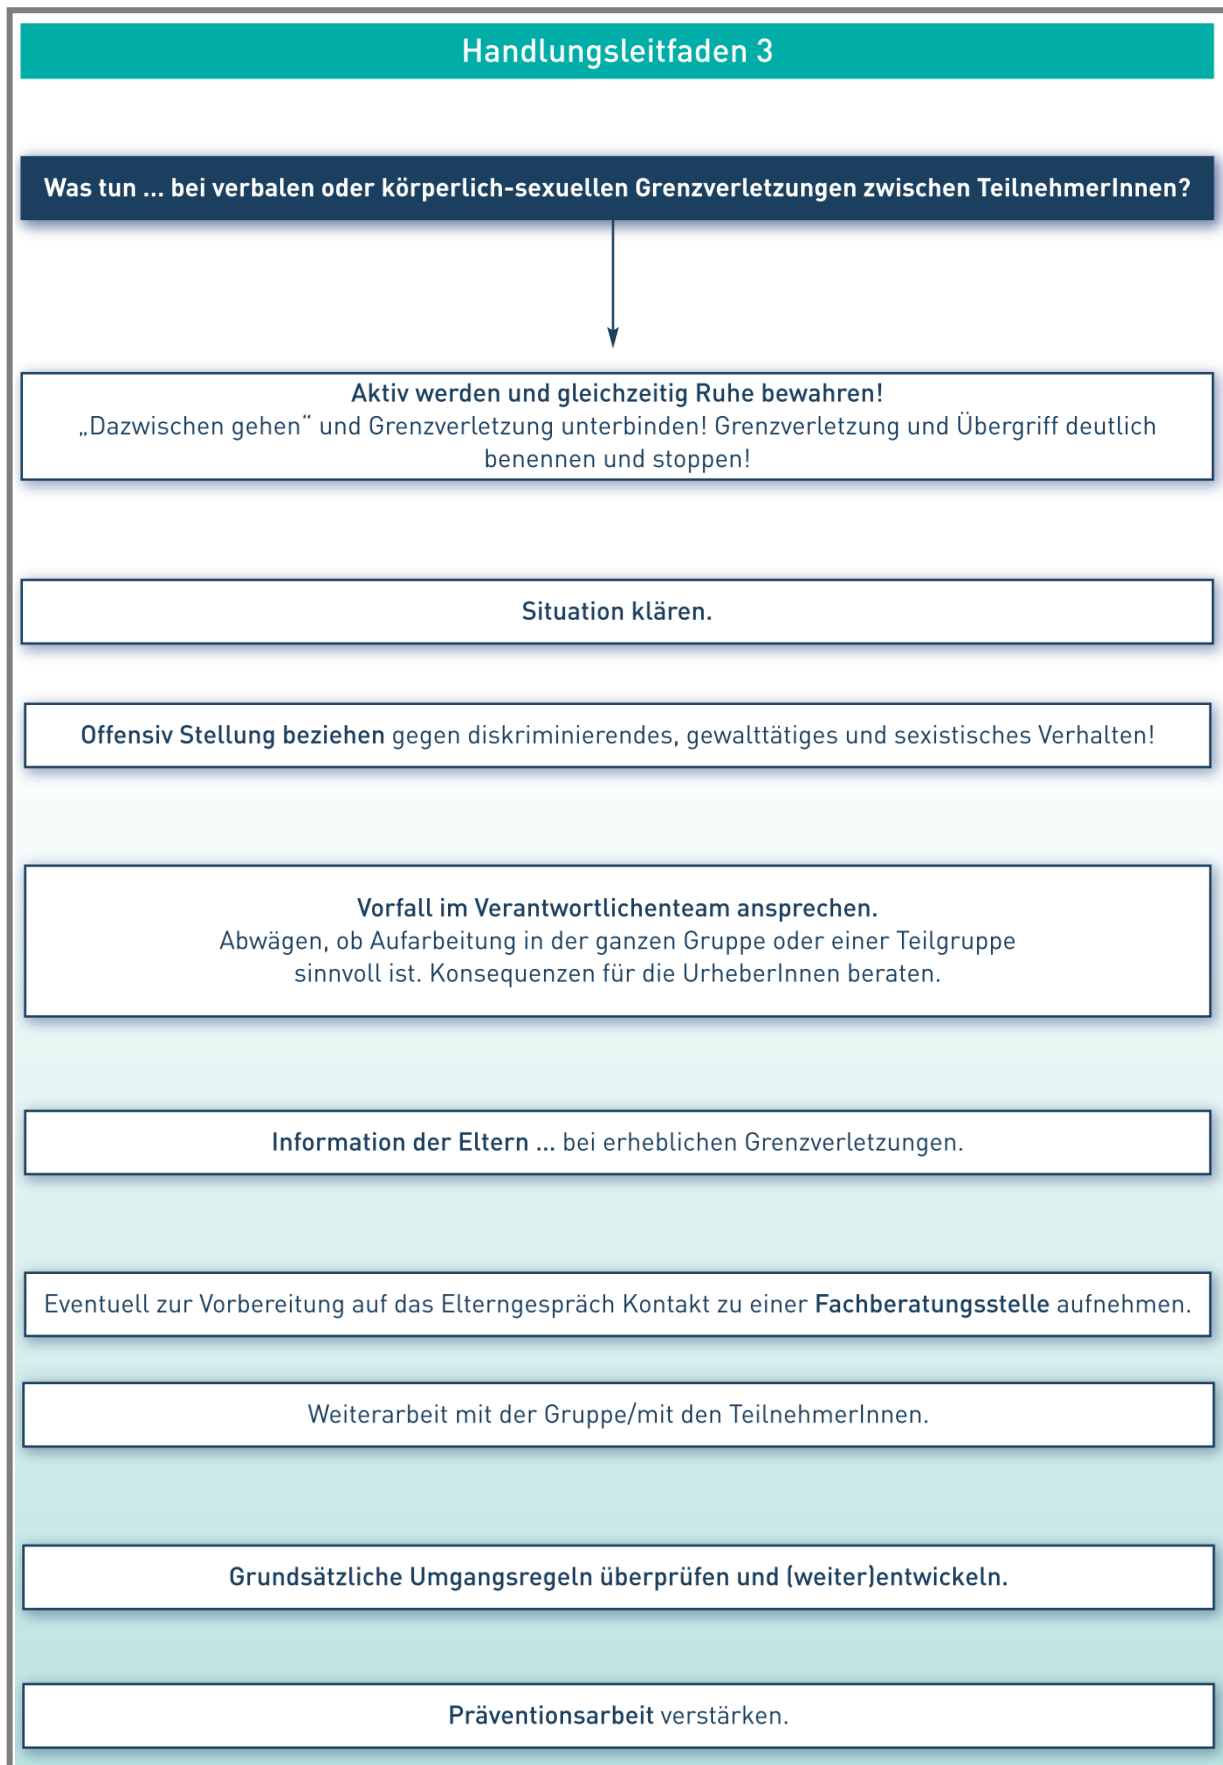 Handlungsleitfaden 3
Was tun ... bei verbalen oder körperlich-sexuellen Grenzverletzungen zwischen TeilnehmerInnen?
Aktiv werden und gleichzeitig Ruhe bewahren!
„Dazwischen gehen“ und Grenzverletzung unterbinden! Grenzverletzung und Übergriff deutlich
benennen und stoppen!
Situation klären.
Offensiv Stellung beziehen gegen diskriminierendes, gewalttätiges und sexistisches Verhalten!
Vorfall im Verantwortlichenteam ansprechen.
Abwägen, ob Aufarbeitung in der ganzen Gruppe oder einer Teilgruppe
sinnvoll ist. Konsequenzen für die UrheberInnen beraten.
Information der Eltern ... bei erheblichen Grenzverletzungen.
Eventuell zur Vorbereitung auf das Elterngespräch Kontakt zu einer Fachberatungsstelle aufnehmen.
Weiterarbeit mit der Gruppe/mit den TeilnehmerInnen.
Grundsätzliche Umgangsregeln überprüfen und (weiter)entwickeln.
Präventionsarbeit verstärken.